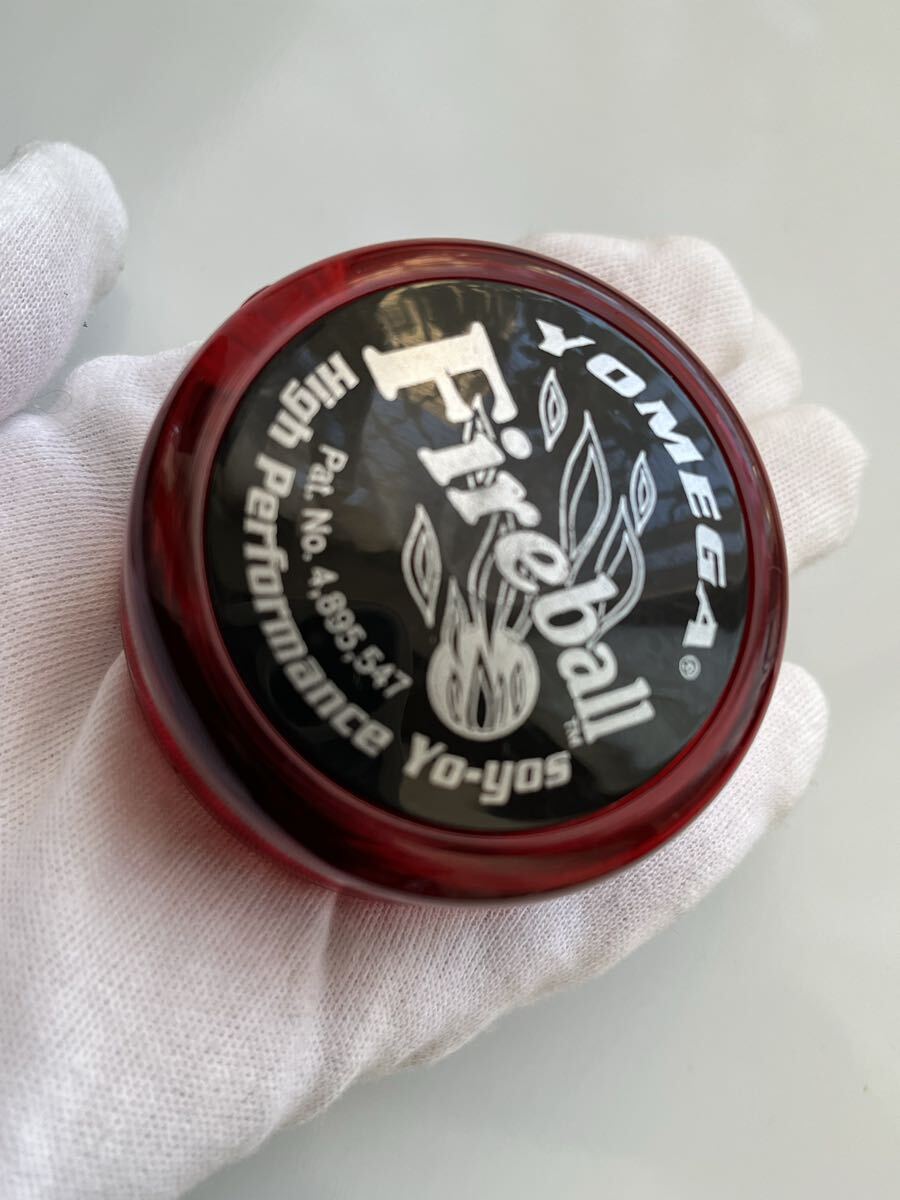 YOMEGA®
Fireball™
Pat. No. 4,895,547
High Performance Yo-yos